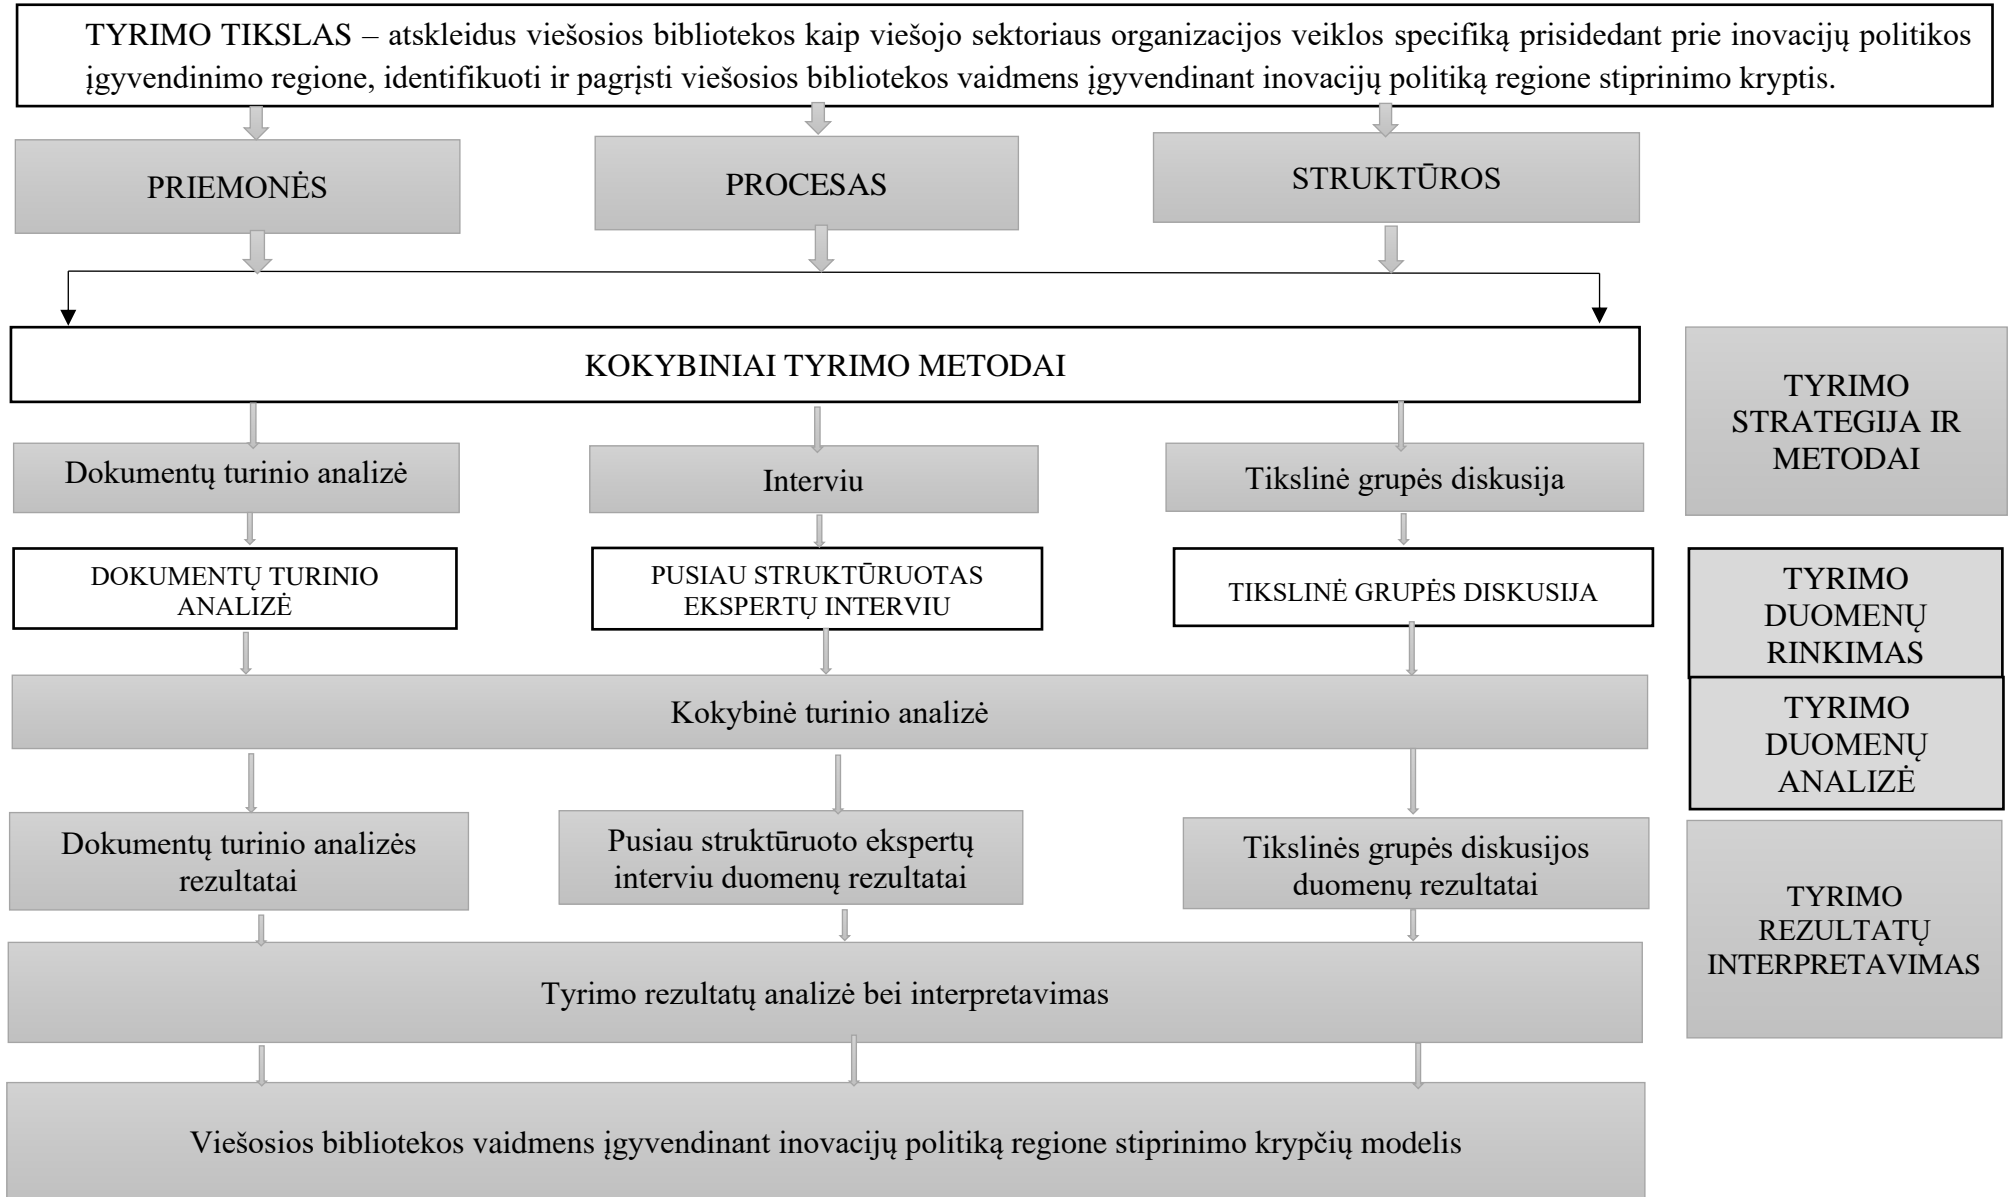 TYRIMO TIKSLAS – atskleidus viešosios bibliotekos kaip viešojo sektoriaus organizacijos veiklos specifiką prisidedant prie inovacijų politikos
įgyvendinimo regione, identifikuoti ir pagrįsti viešosios bibliotekos vaidmens įgyvendinant inovacijų politiką regione stiprinimo kryptis.
PRIEMONĖS
PROCESAS
STRUKTŪROS
KOKYBINIAI TYRIMO METODAI
TYRIMO
STRATEGIJA IR
METODAI
Dokumentų turinio analizė
Interviu
Tikslinė grupės diskusija
DOKUMENTŲ TURINIO
ANALIZĖ
PUSIAU STRUKTŪRUOTAS
EKSPERTŲ INTERVIU
TIKSLINĖ GRUPĖS DISKUSIJA
TYRIMO
DUOMENŲ
RINKIMAS
Kokybinė turinio analizė
TYRIMO
DUOMENŲ
ANALIZĖ
Dokumentų turinio analizės
rezultatai
Pusiau struktūruoto ekspertų
interviu duomenų rezultatai
Tikslinės grupės diskusijos
duomenų rezultatai
TYRIMO
REZULTATŲ
INTERPRETAVIMAS
Tyrimo rezultatų analizė bei interpretavimas
Viešosios bibliotekos vaidmens įgyvendinant inovacijų politiką regione stiprinimo krypčių modelis